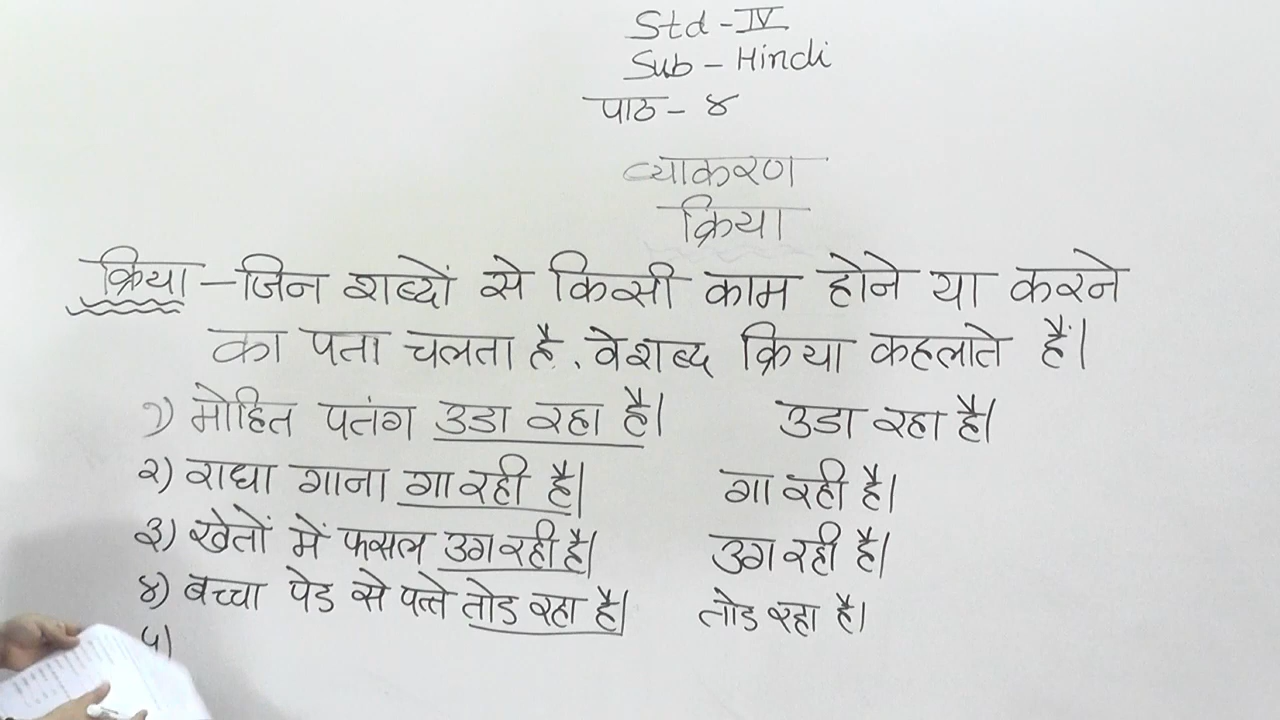 Std - IV
Sub - Hindi
पाठ - ४
व्याकरण
क्रिया
क्रिया - जिन शब्दों से किसी काम होने या करने
का पता चलता है, वे शब्द क्रिया कहलाते हैं।
१) मोहित पतंग उडा रहा है। उडा रहा है।
२) राधा गाना गा रही है। गा रही है।
३) खेतों में फसल उग रही है। उग रही है।
४) बच्चा पेड से पत्ते तोड रहा है। तोड रहा है।
५)